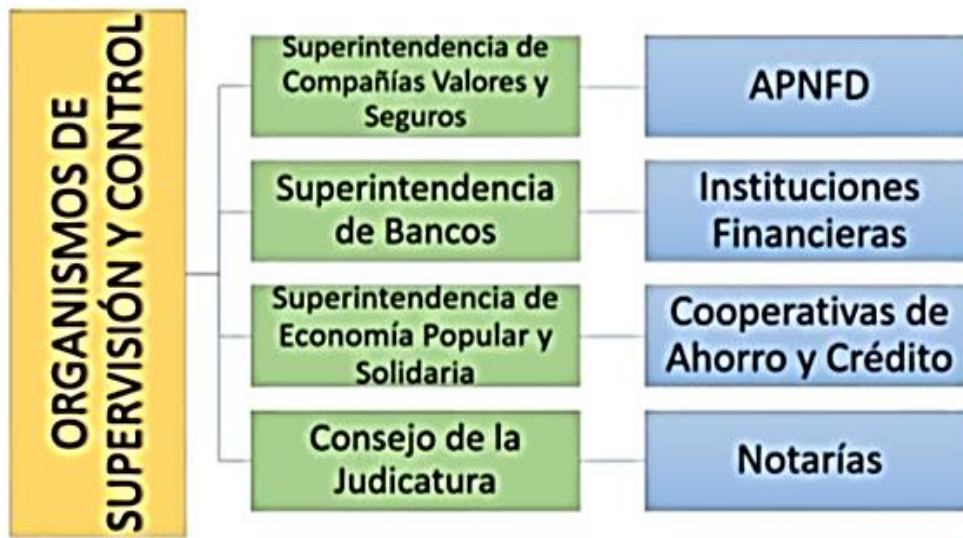 ORGANISMOS DE
SUPERVISIÓN Y CONTROL
Superintendencia de
Compañías Valores y
Seguros
APNFD
Superintendencia
de Bancos
Instituciones
Financieras
Superintendencia de
Economía Popular y
Solidaria
Cooperativas de
Ahorro y Crédito
Consejo de la
Judicatura
Notarías